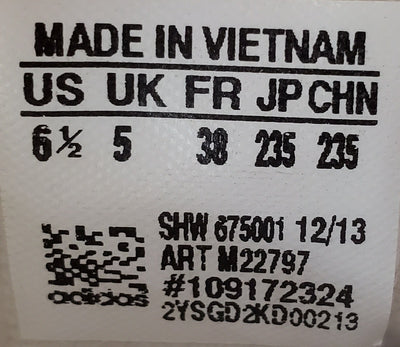 MADE IN VIETNAM
US UK FR JP CHN
6½ 5 38 235 235
SHW 675001 12/13
ART M22797
#109172324
adidas 2YSGD2KD00213